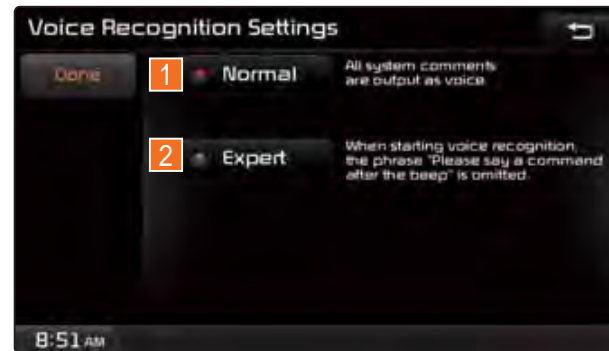 Voice Recognition Settings
Done
1 Normal
All system comments
are output as voice.
2 Expert
When starting voice recognition,
the phrase "Please say a command
after the beep" is omitted.
8:51 AM